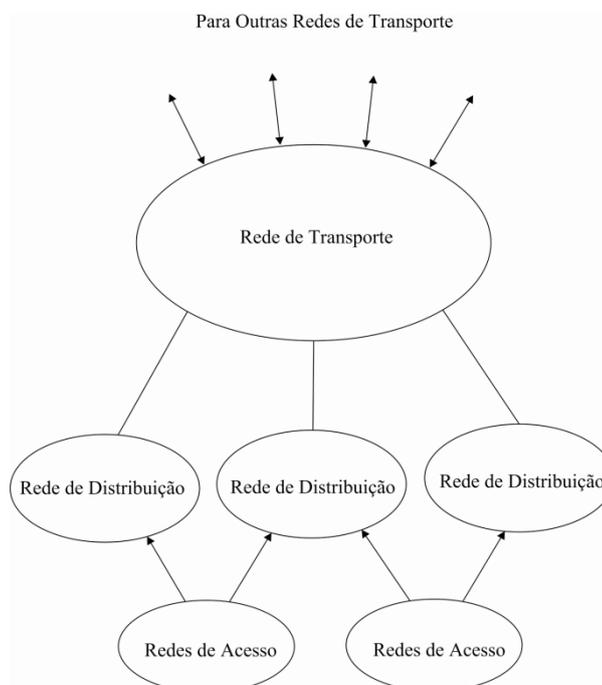 Para Outras Redes de Transporte
Rede de Transporte
Rede de Distribuição
Rede de Distribuição
Rede de Distribuição
Redes de Acesso
Redes de Acesso